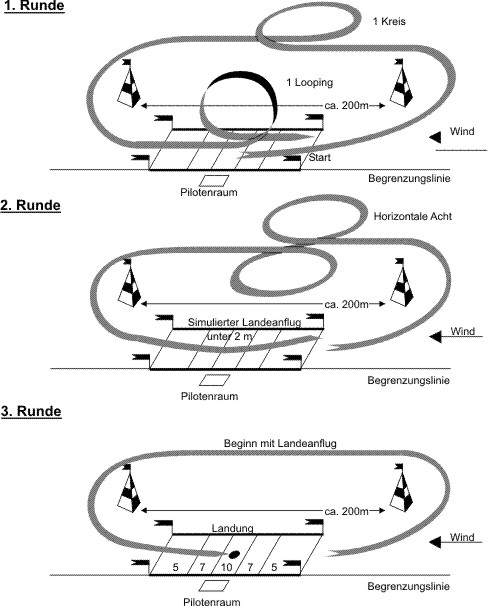 1. Runde
1 Kreis
1 Looping
ca. 200m
Wind
Start
Begrenzungslinie
Pilotenraum
2. Runde
Horizontale Acht
ca. 200m
Simulierter Landeanflug
unter 2 m
Wind
Begrenzungslinie
Pilotenraum
3. Runde
Beginn mit Landeanflug
ca. 200m
Landung
Wind
5 7 10 7 5
Begrenzungslinie
Pilotenraum